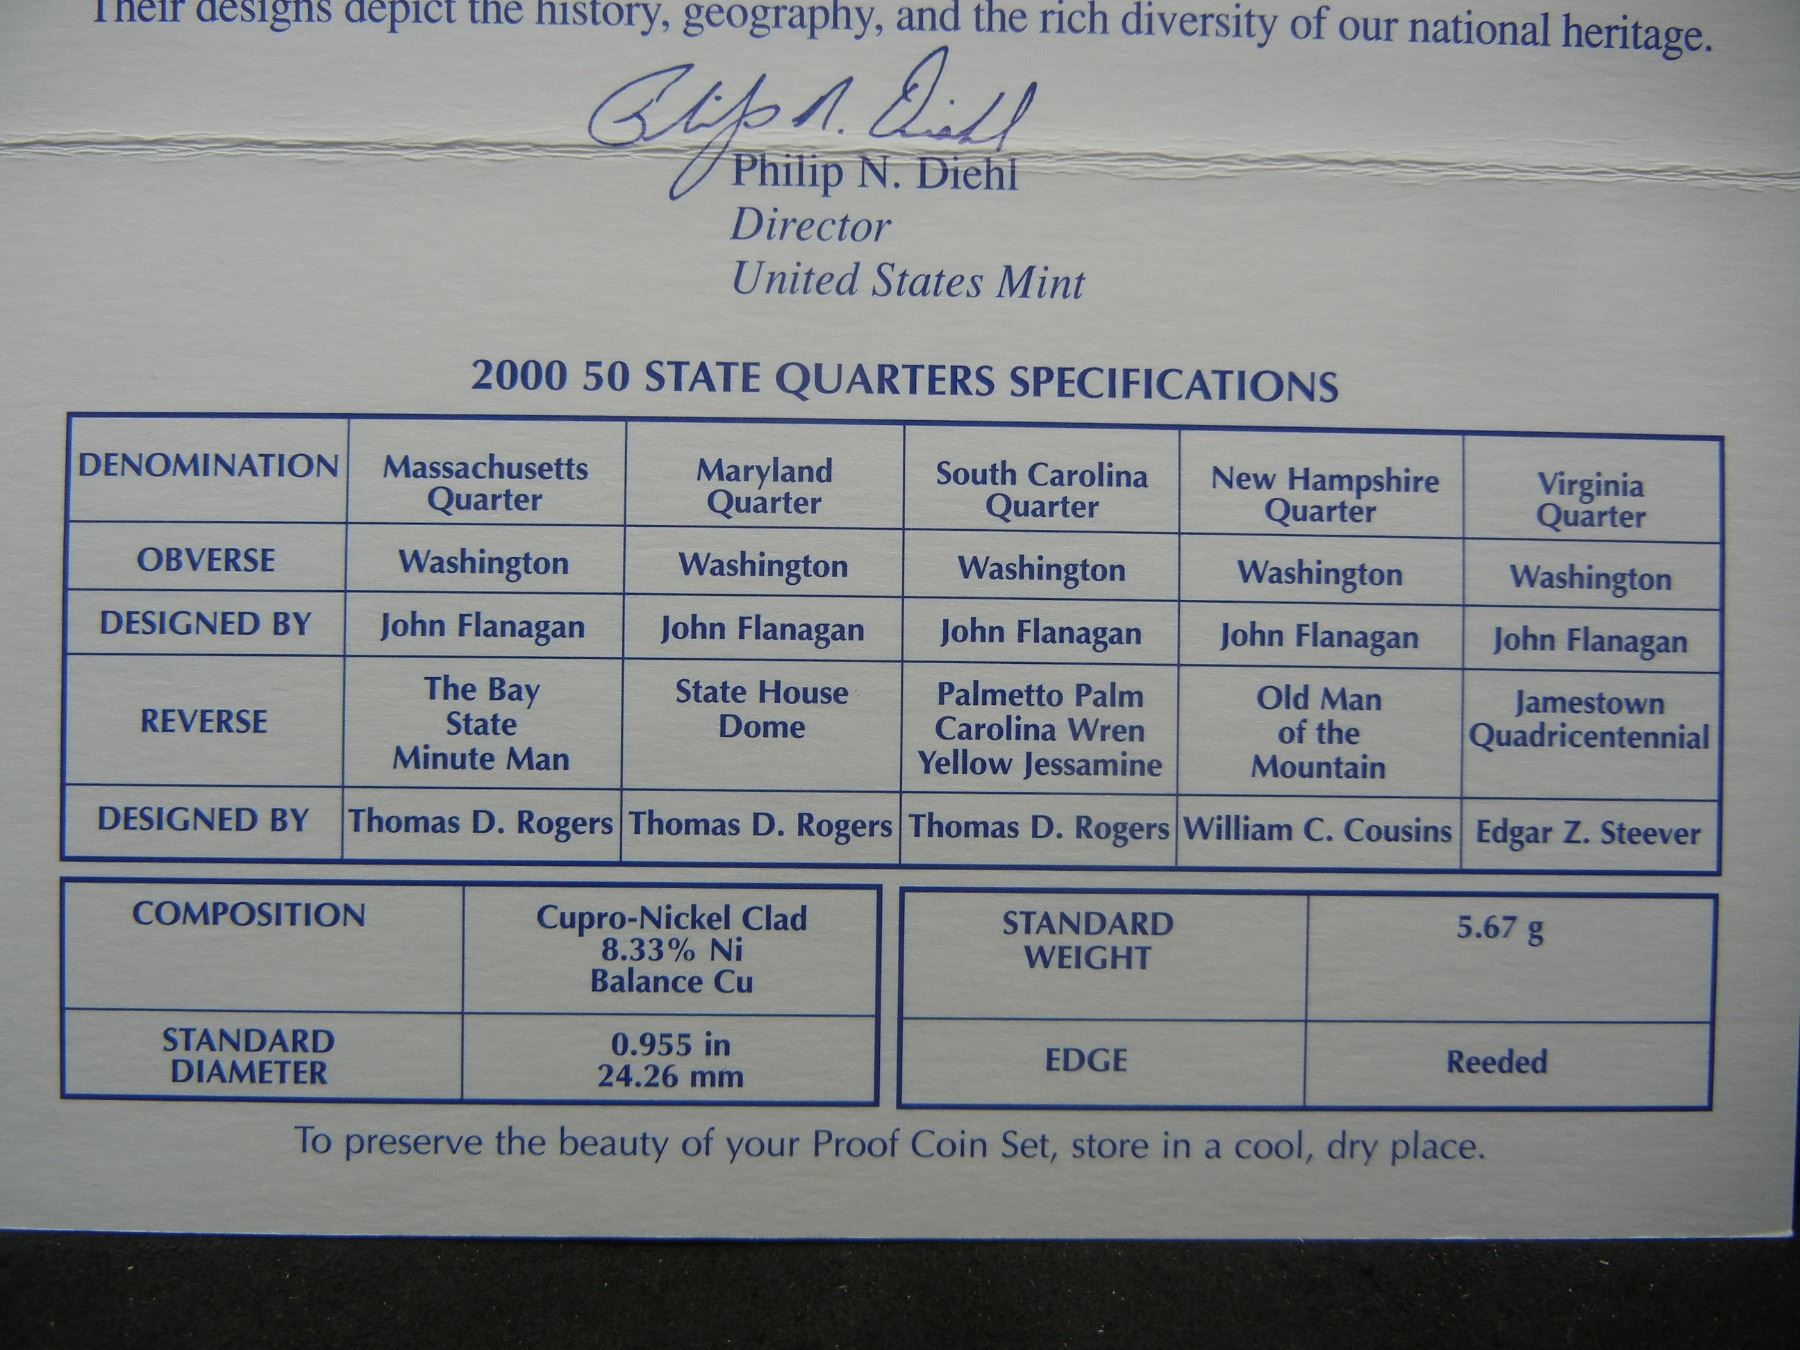 Their designs depict the history, geography, and the rich diversity of our national heritage.
Philip N. Diehl
Philip N. Diehl
Director
United States Mint
2000 50 STATE QUARTERS SPECIFICATIONS
DENOMINATION Massachusetts Quarter Maryland Quarter South Carolina Quarter New Hampshire Quarter Virginia Quarter
OBVERSE Washington Washington Washington Washington Washington
DESIGNED BY John Flanagan John Flanagan John Flanagan John Flanagan John Flanagan
REVERSE The Bay State Minute Man State House Dome Palmetto Palm Carolina Wren Yellow Jessamine Old Man of the Mountain Jamestown Quadricentennial
DESIGNED BY Thomas D. Rogers Thomas D. Rogers Thomas D. Rogers William C. Cousins Edgar Z. Steever
COMPOSITION Cupro-Nickel Clad
8.33% Ni
Balance Cu
STANDARD DIAMETER 0.955 in
24.26 mm
STANDARD WEIGHT 5.67 g
EDGE Reeded
To preserve the beauty of your Proof Coin Set, store in a cool, dry place.